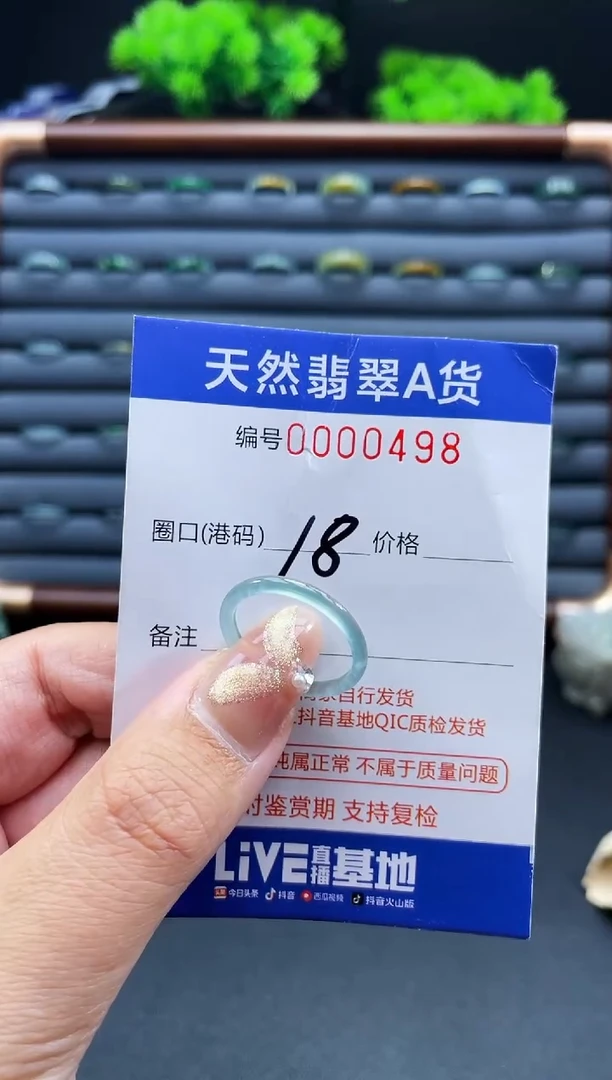 天然翡翠A货
编号0000498
圈口(港码) 18 价格
备注
商家自行发货
抖音基地QIC质检发货
纯属正常 不属于质量问题
时鉴赏期 支持复检
LIVE直播基地
今日头条 抖音 西瓜视频 抖音火山版